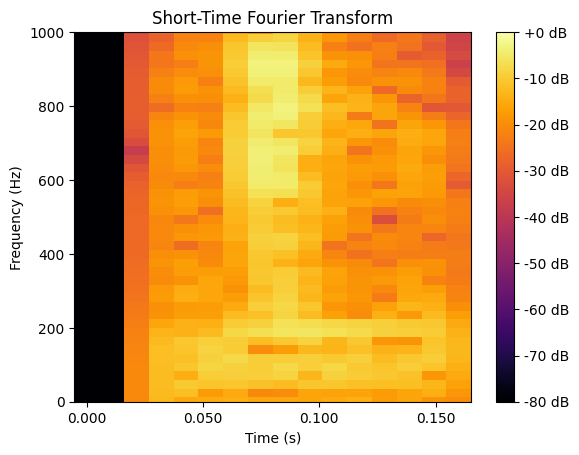 Short-Time Fourier Transform
Frequency (Hz)
1000
800
600
400
200
0
0.000
0.050
0.100
0.150
Time (s)
+0 dB
-10 dB
-20 dB
-30 dB
-40 dB
-50 dB
-60 dB
-70 dB
-80 dB